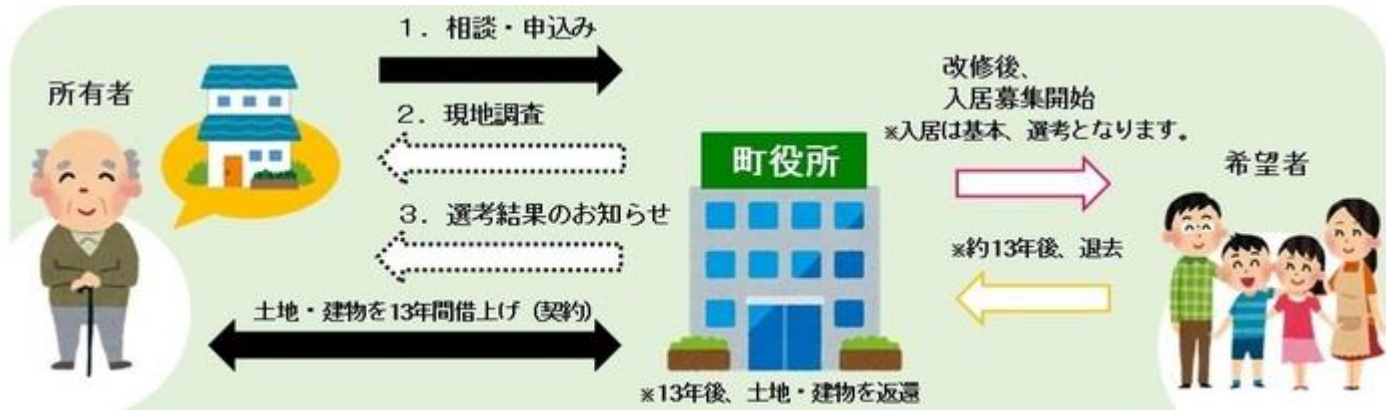 所有者
1．相談・申込み
2．現地調査
3．選考結果のお知らせ
土地・建物を13年間借上げ（契約）
町役所
※13年後、土地・建物を返還
改修後、
入居募集開始
※入居は基本、選考となります。
※約13年後、退去
希望者